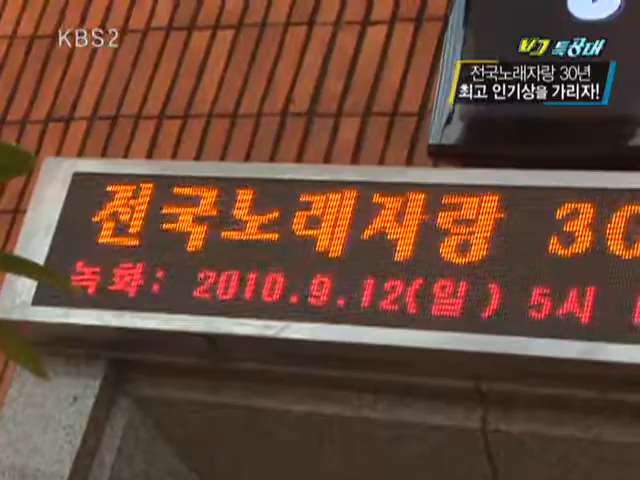 KBS2
VJ 특공대
전국노래자랑 30년
최고 인기상을 가리자!
전국노래자랑 30
녹화: 2010.9.12(일) 5시